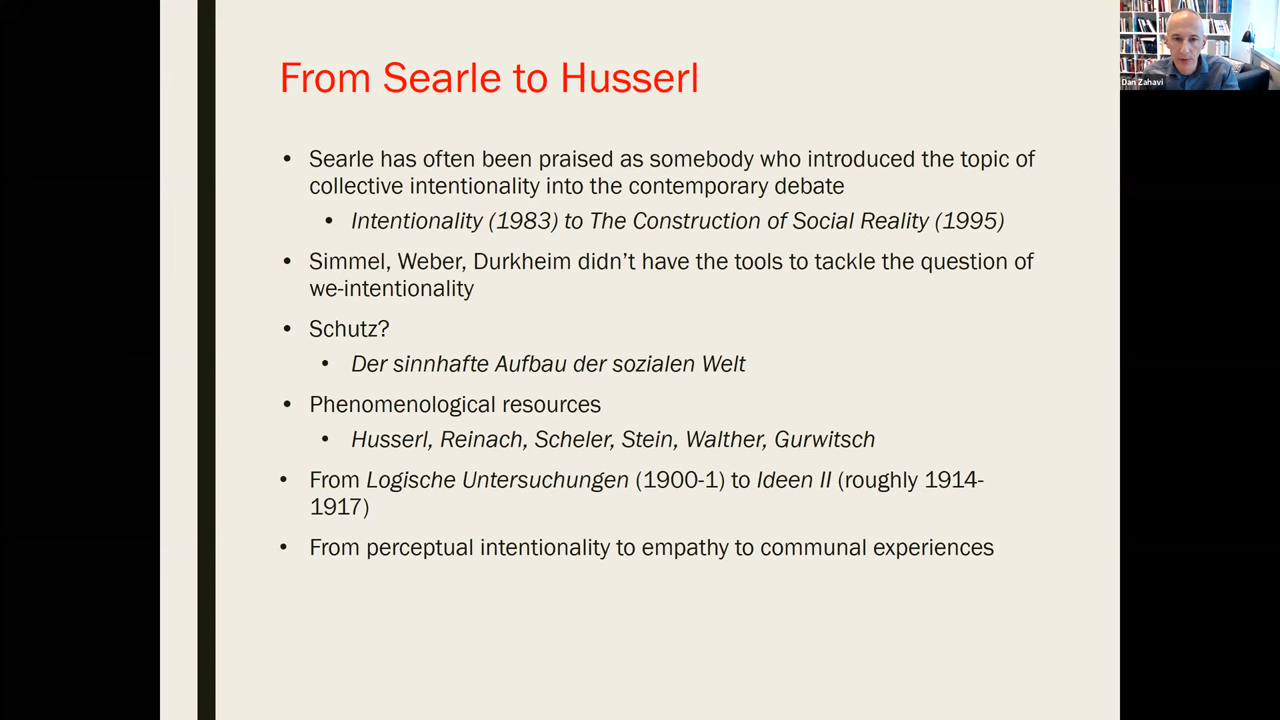 From Searle to Husserl
• Searle has often been praised as somebody who introduced the topic of
collective intentionality into the contemporary debate
• Intentionality (1983) to The Construction of Social Reality (1995)
• Simmel, Weber, Durkheim didn’t have the tools to tackle the question of
we-intentionality
• Schutz?
• Der sinnhafte Aufbau der sozialen Welt
• Phenomenological resources
• Husserl, Reinach, Scheler, Stein, Walther, Gurwitsch
• From Logische Untersuchungen (1900-1) to Ideen II (roughly 1914-
1917)
• From perceptual intentionality to empathy to communal experiences
Dan Zahavi